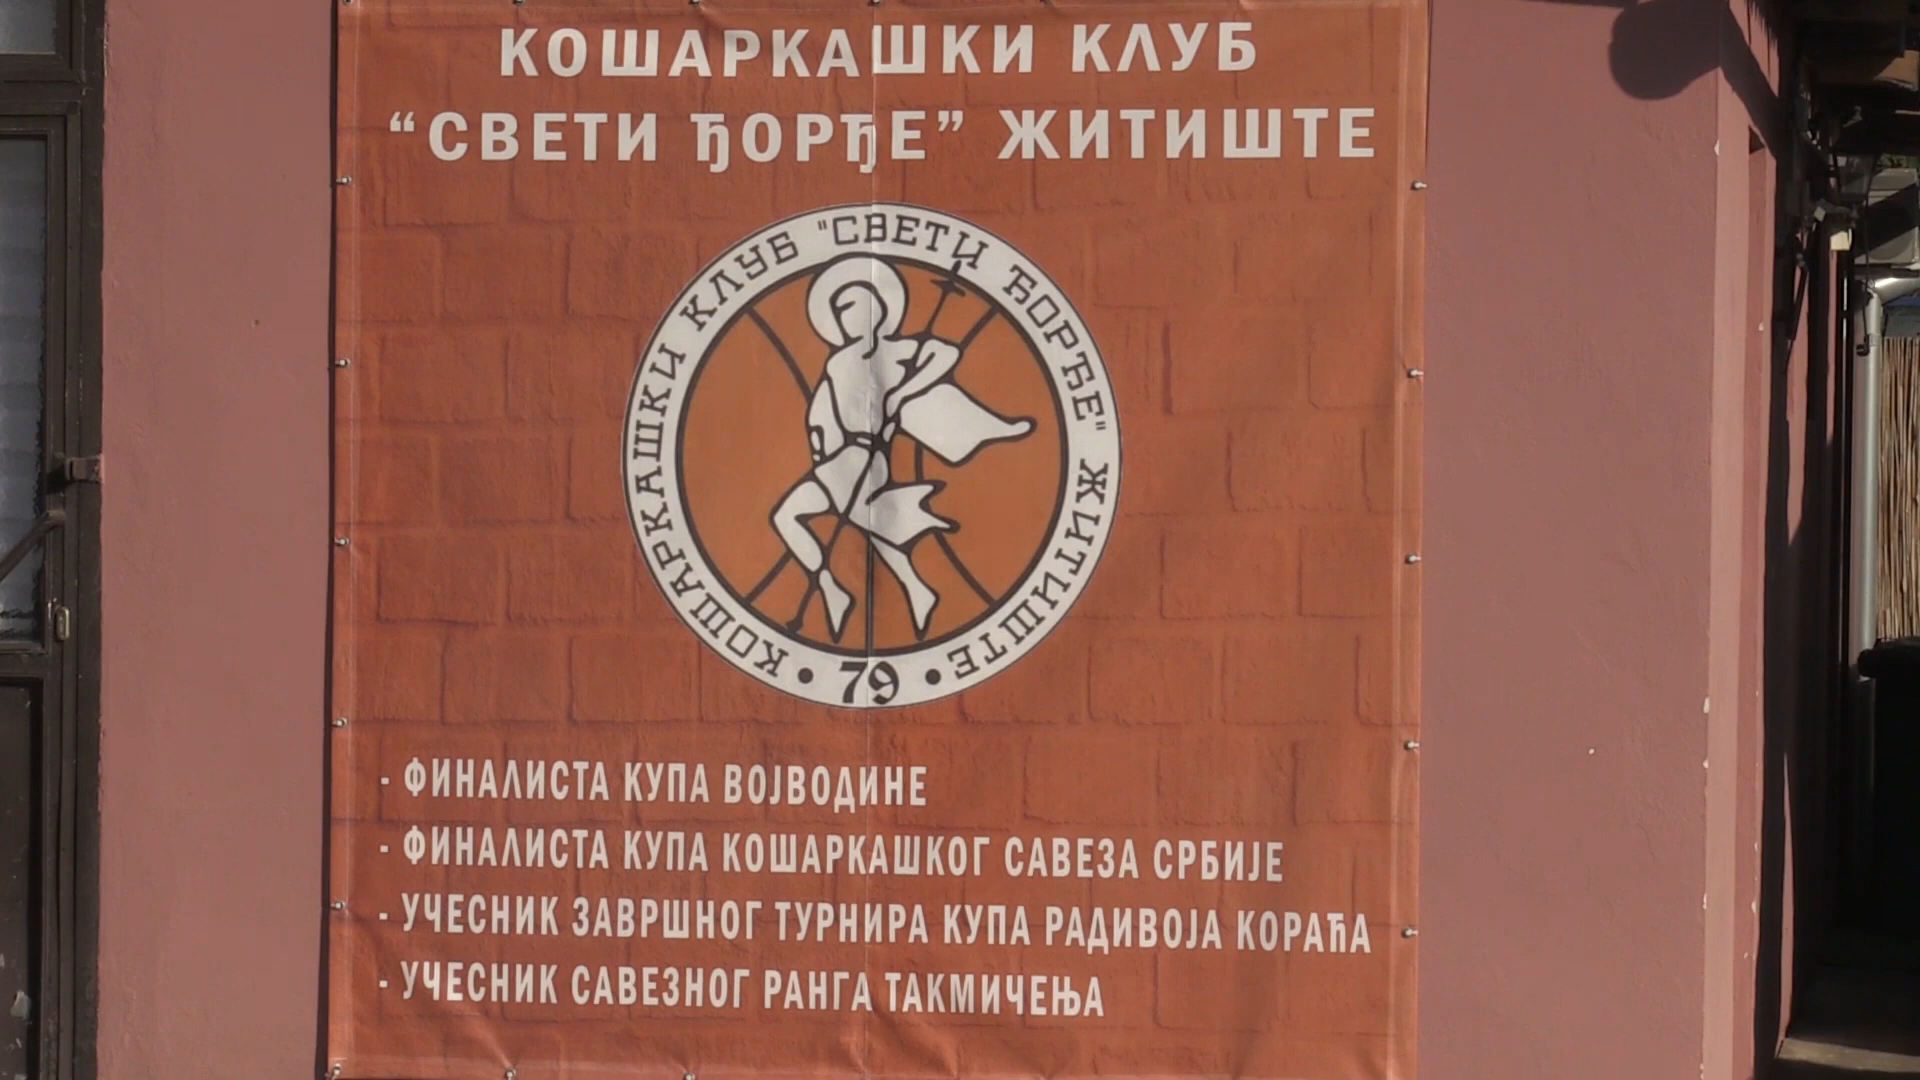 КОШАРКАШКИ КЛУБ
“СВЕТИ ЂОРЂЕ” ЖИТИШТЕ
КОШАРКАШКИ КЛУБ "СВЕТИ ЂОРЂЕ" ЖИТИШТЕ
• 79 •
- ФИНАЛИСТА КУПА ВОЈВОДИНЕ
- ФИНАЛИСТА КУПА КОШАРКАШКОГ САВЕЗА СРБИЈЕ
- УЧЕСНИК ЗАВРШНОГ ТУРНИРА КУПА РАДИВОЈА КОРАЋА
- УЧЕСНИК САВЕЗНОГ РАНГА ТАКМИЧЕЊА